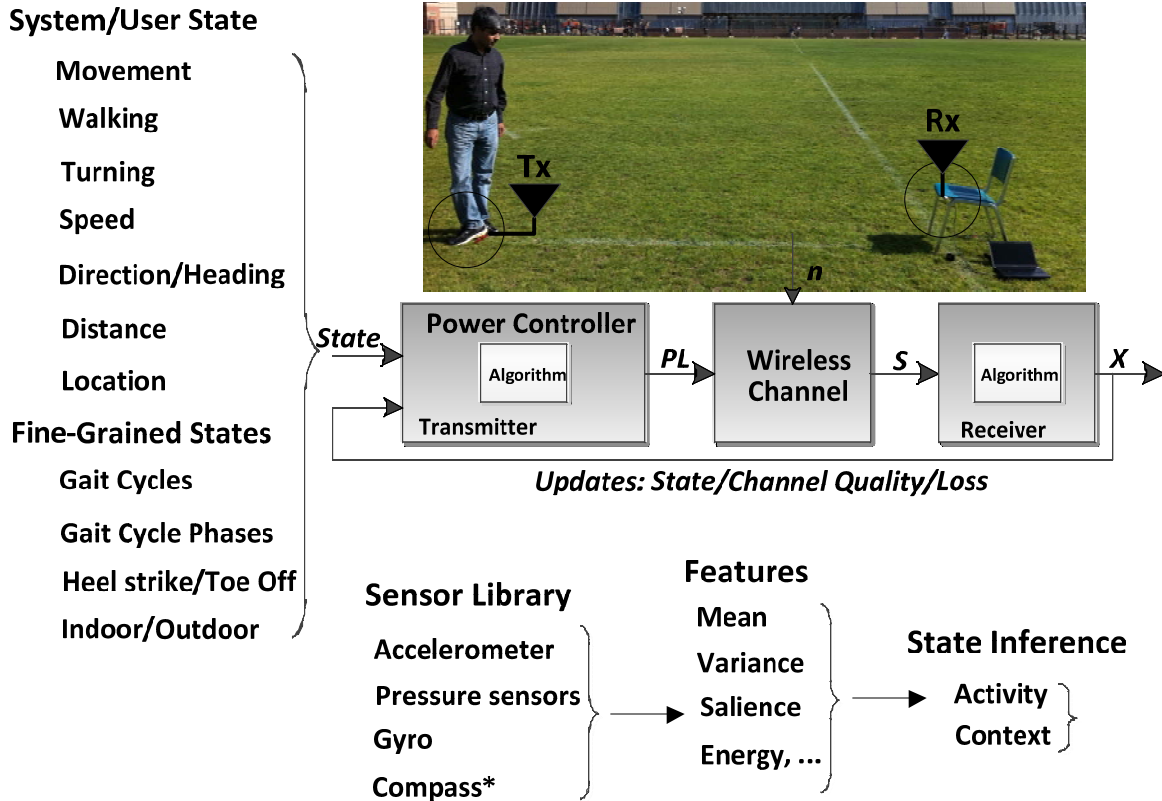 System/User State
Movement
Walking
Turning
Speed
Direction/Heading
Distance
Location
Fine-Grained States
Gait Cycles
Gait Cycle Phases
Heel strike/Toe Off
Indoor/Outdoor
Tx
Rx
n
State
Power Controller
Algorithm
Transmitter
PL
Wireless
Channel
S
Algorithm
Receiver
X
Updates: State/Channel Quality/Loss
Sensor Library
Accelerometer
Pressure sensors
Gyro
Compass*
Features
Mean
Variance
Salience
Energy, ...
State Inference
Activity
Context